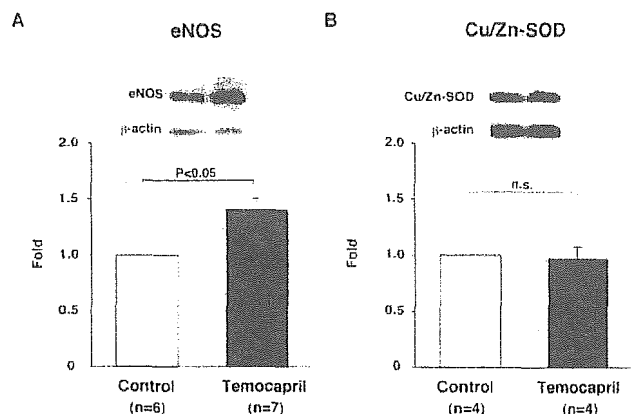 A
eNOS
eNOS
β-actin
2.0
P<0.05
1.5
1.0
Fold
0.5
0
Control
Temocapril
(n=6)
(n=7)
B
Cu/Zn-SOD
Cu/Zn-SOD
β-actin
2.0
1.5
n.s.
1.0
Fold
0.5
0
Control
Temocapril
(n=4)
(n=4)